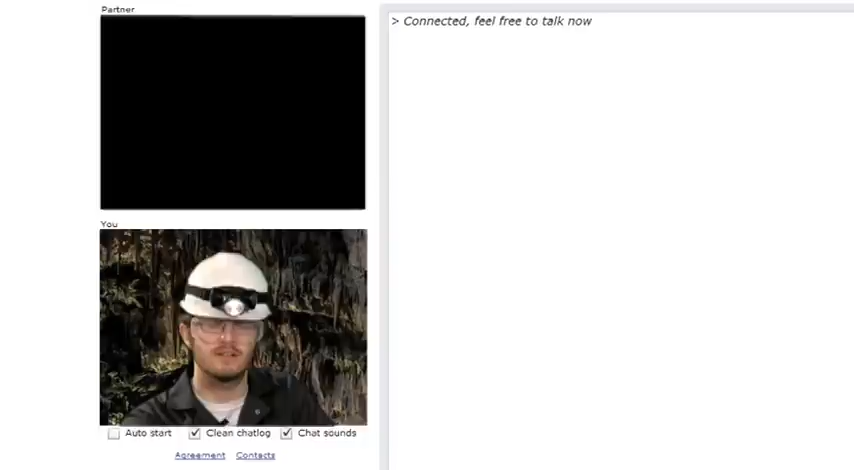 Partner
> Connected, feel free to talk now
You
Auto start Clean chatlog Chat sounds
Agreement Contacts